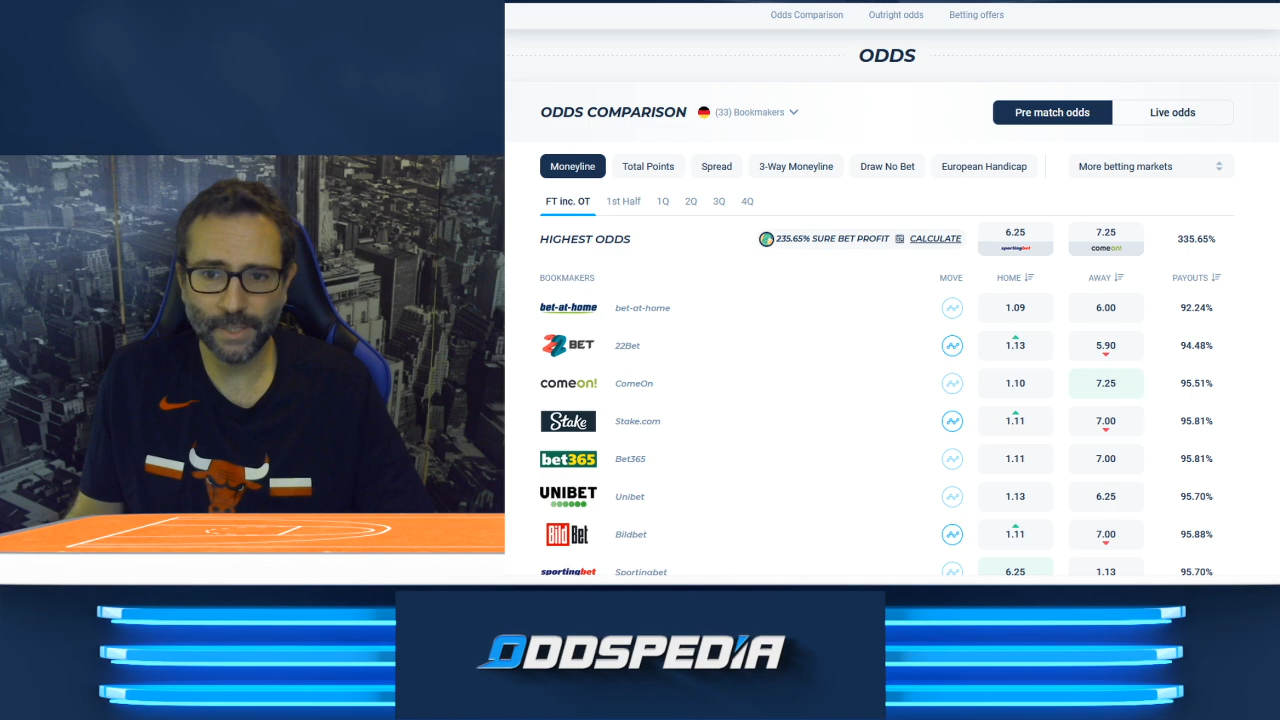 Odds Comparison Outright odds Betting offers
ODDS
ODDS COMPARISON (33) Bookmakers Pre match odds Live odds
Moneyline Total Points Spread 3-Way Moneyline Draw No Bet European Handicap More betting markets
FT inc. OT 1st Half 1Q 2Q 3Q 4Q
HIGHEST ODDS 235.65% SURE BET PROFIT CALCULATE 6.25 sportingbet 7.25 comeon! 335.65%
BOOKMAKERS MOVE HOME AWAY PAYOUTS
bet-at-home bet-at-home 1.09 6.00 92.24%
22BET 22Bet 1.13 5.90 94.48%
comeon! ComeOn 1.10 7.25 95.51%
Stake Stake.com 1.11 7.00 95.81%
bet365 Bet365 1.11 7.00 95.81%
UNIBET Unibet 1.13 6.25 95.70%
BildBet Bildbet 1.11 7.00 95.88%
sportingbet Sportingbet 6.25 1.13 95.70%
ODDSPEDIA